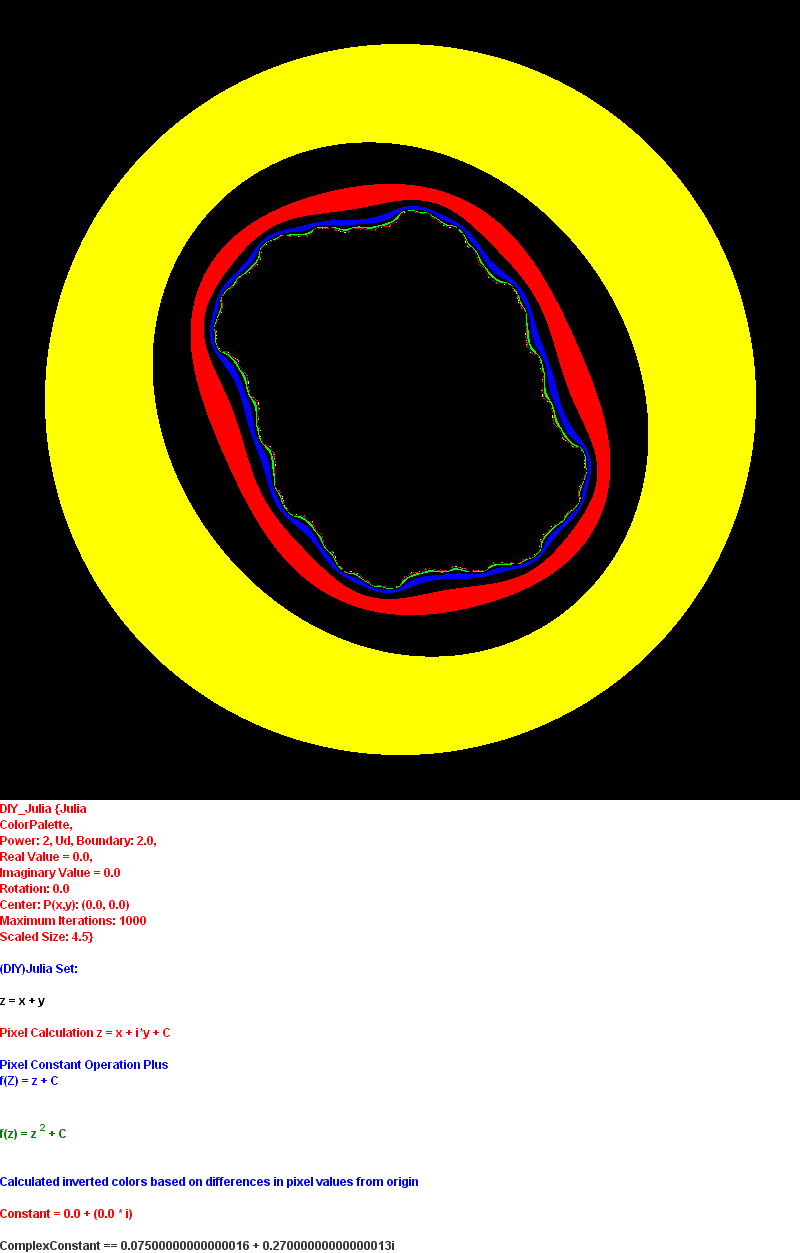 DIY_Julia {Julia
ColorPalette,
Power: 2, Ud, Boundary: 2.0,
Real Value = 0.0,
Imaginary Value = 0.0
Rotation: 0.0
Center: P(x,y): (0.0, 0.0)
Maximum Iterations: 1000
Scaled Size: 4.5}
(DIY)Julia Set:
z = x + y
Pixel Calculation z = x + i*y + C
Pixel Constant Operation Plus
f(Z) = z + C
f(z) = z 2 + C
Calculated inverted colors based on differences in pixel values from origin
Constant = 0.0 + (0.0 * i)
ComplexConstant == 0.07500000000000016 + 0.27000000000000013i